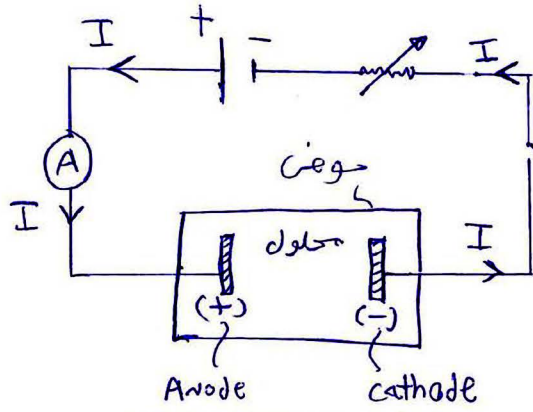 + -
I I
A
I
حوض
محلول
I
(+) (-)
Anode Cathode